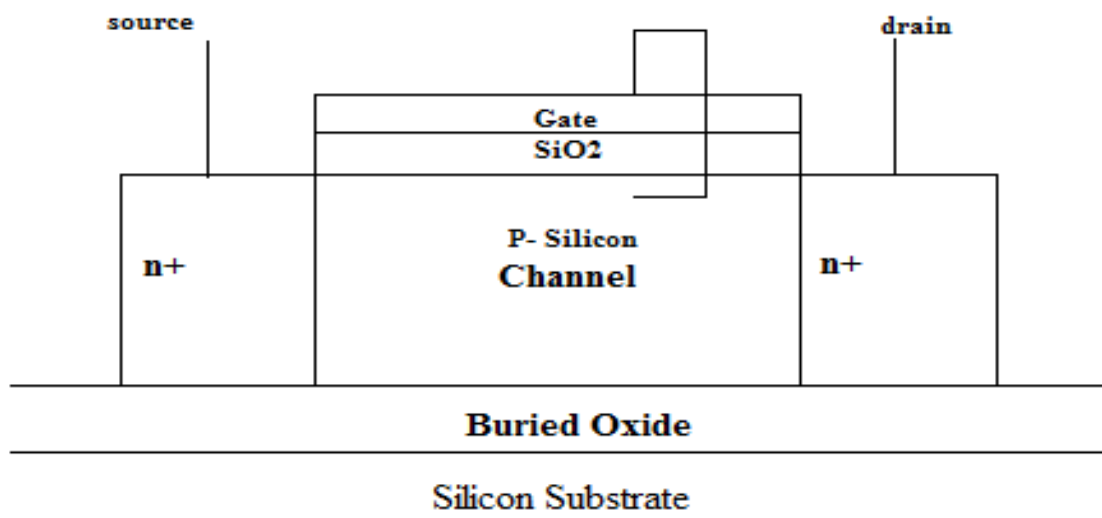 source
drain
Gate
SiO2
P- Silicon
Channel
n+
n+
Buried Oxide
Silicon Substrate